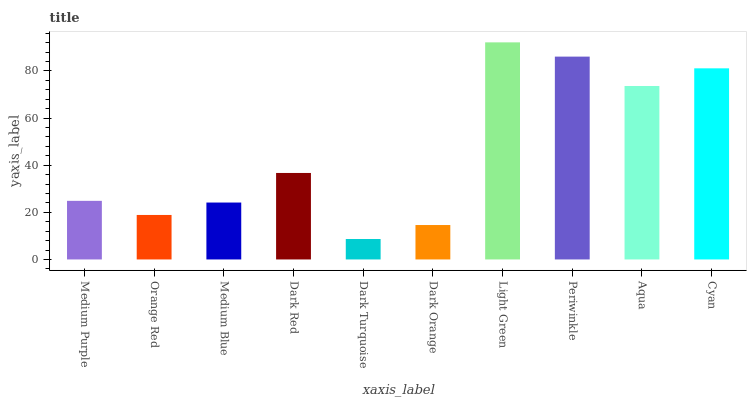 title
yaxis_label
80
60
40
20
0
Medium Purple
Orange Red
Medium Blue
Dark Red
Dark Turquoise
Dark Orange
Light Green
Periwinkle
Aqua
Cyan
xaxis_label